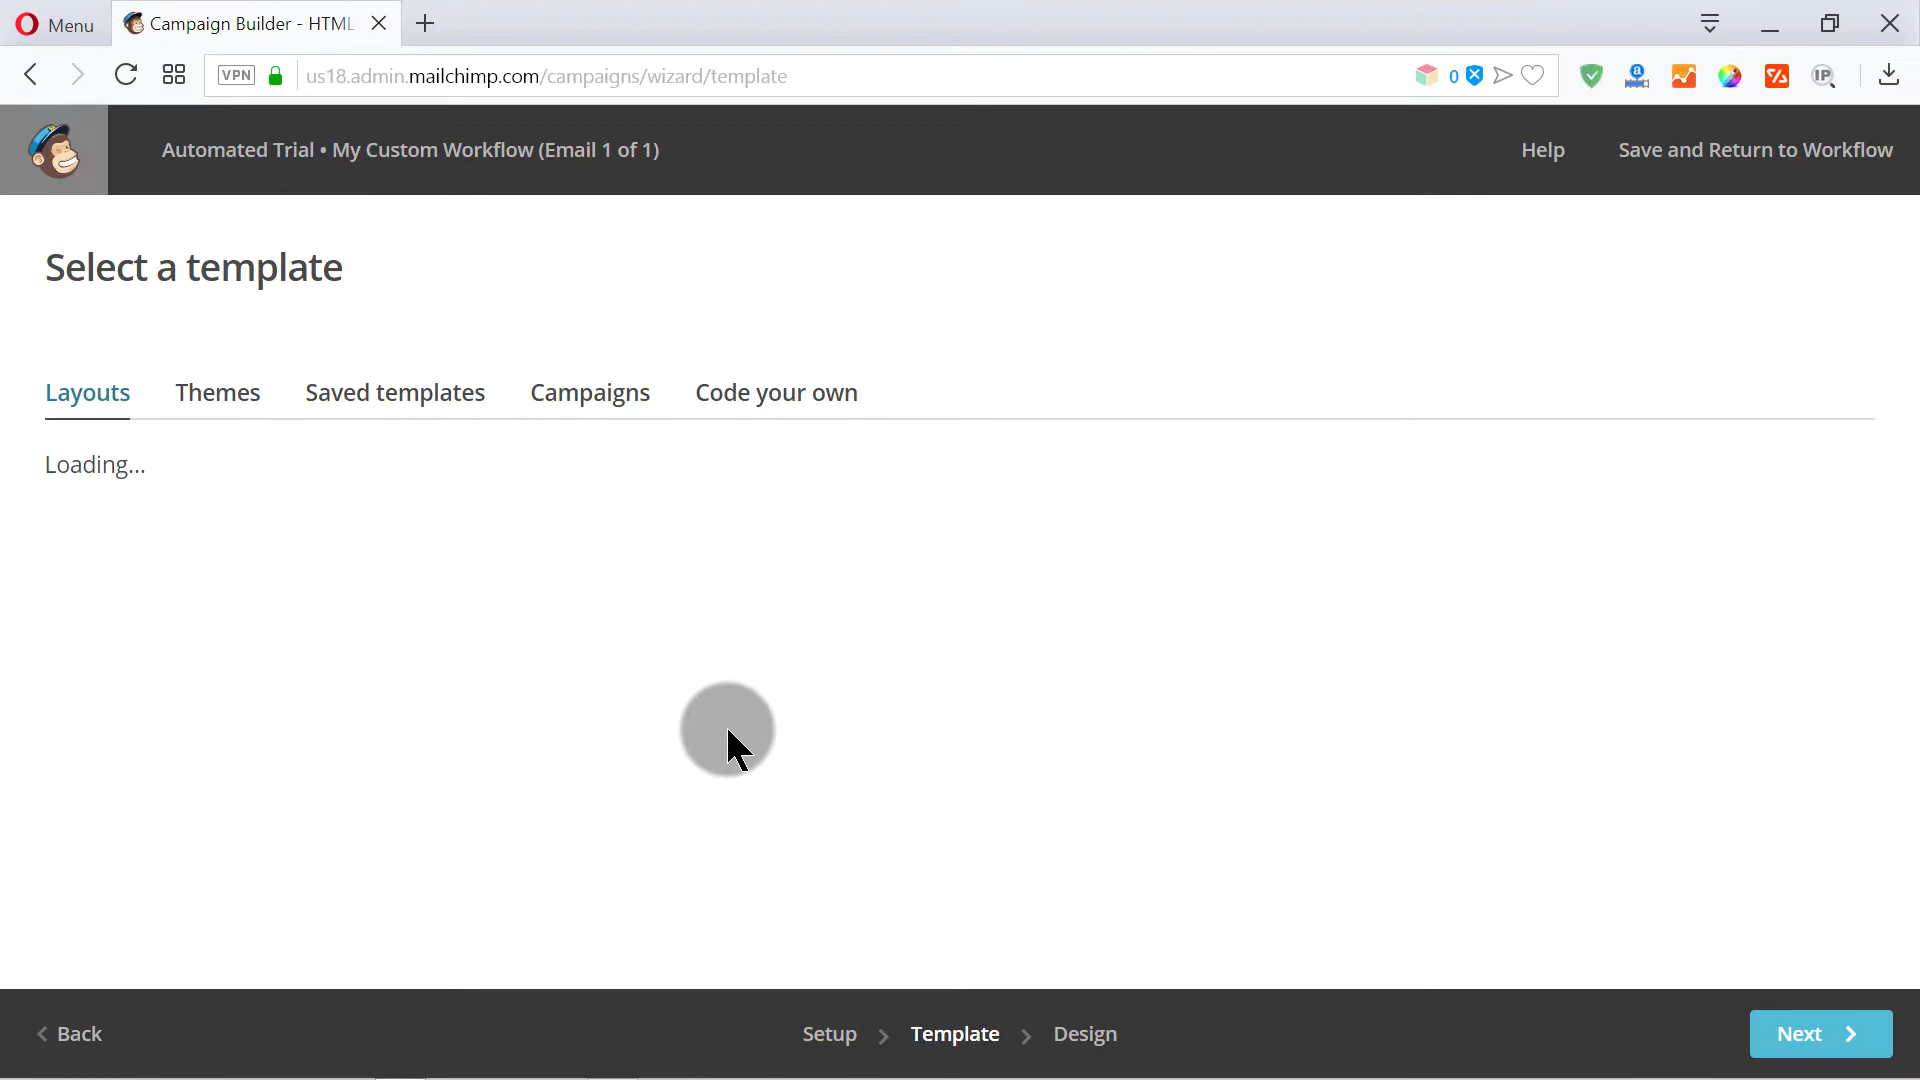 Menu
Campaign Builder - HTML
VPN
us18.admin.mailchimp.com/campaigns/wizard/template
0
a
IP
Automated Trial • My Custom Workflow (Email 1 of 1)
Help
Save and Return to Workflow
Select a template
Layouts
Themes
Saved templates
Campaigns
Code your own
Loading...
Back
Setup
Template
Design
Next